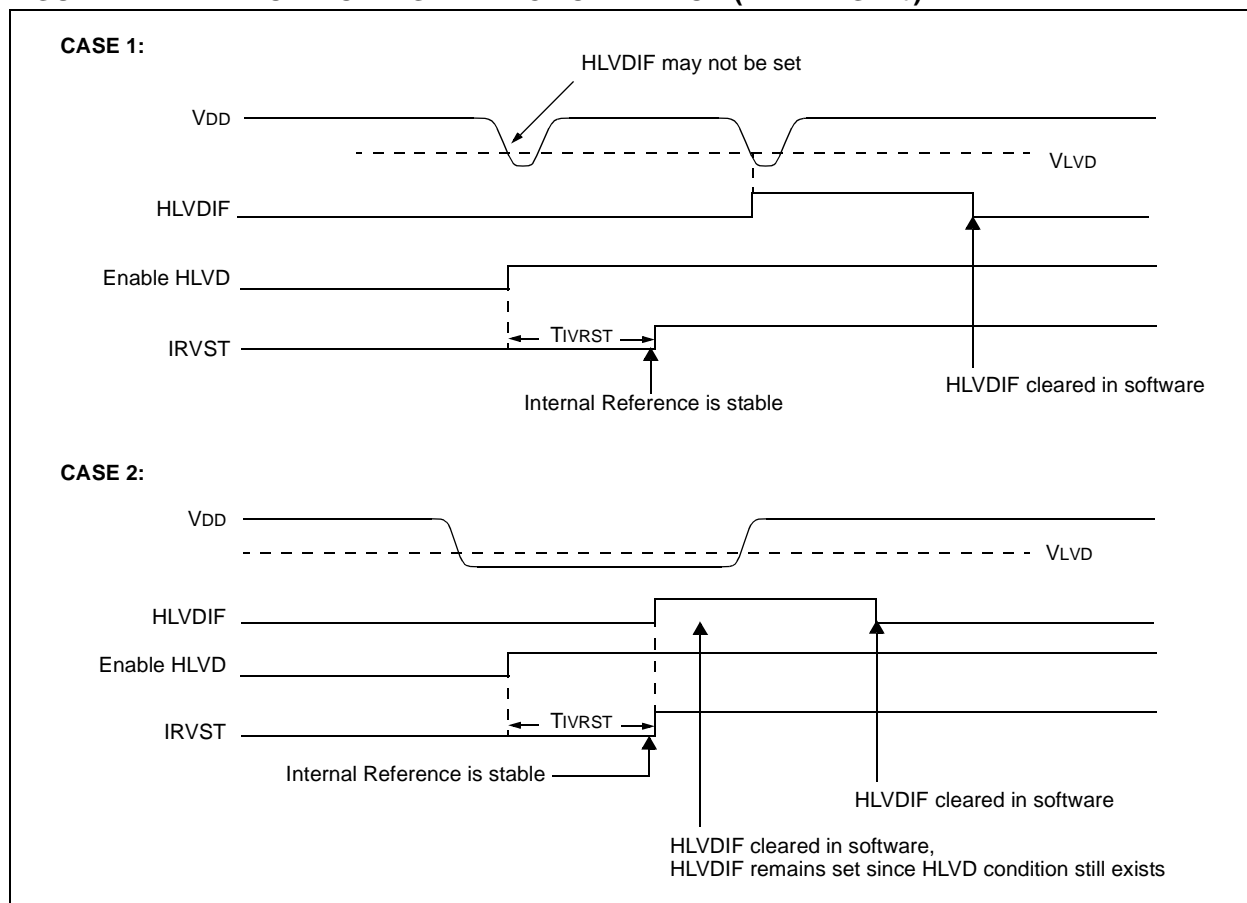 CASE 1:
HLVDIF may not be set
VDD
VLVD
HLVDIF
Enable HLVD
TIVRST
IRVST
HLVDIF cleared in software
Internal Reference is stable
CASE 2:
VDD
VLVD
HLVDIF
Enable HLVD
TIVRST
IRVST
Internal Reference is stable
HLVDIF cleared in software
HLVDIF cleared in software,
HLVDIF remains set since HLVD condition still exists